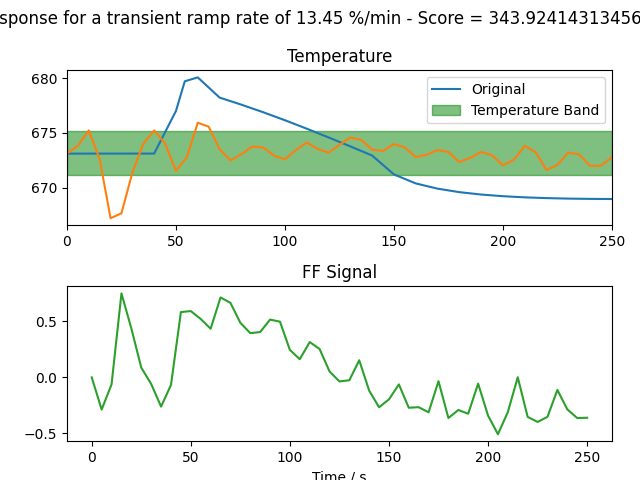 sponse for a transient ramp rate of 13.45 %/min - Score = 343.92414313456
Temperature
680
675
670
Original
Temperature Band
0 50 100 150 200 250
FF Signal
0.5
0.0
−0.5
0 50 100 150 200 250
Time / s